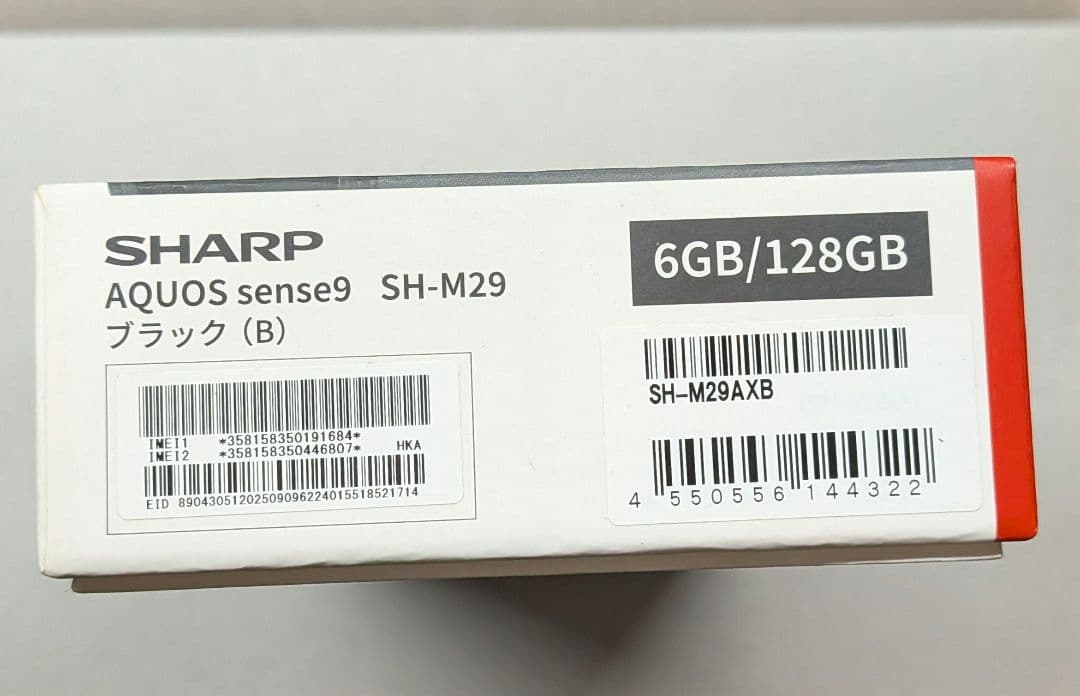 SHARP
AQUOS sense9 SH-M29
ブラック（B）
6GB/128GB
IMEI1 *358158350191684*
IMEI2 *358158350446807* HKA
EID 89043051202509096224015518521714
SH-M29AXB
4 550556 144322